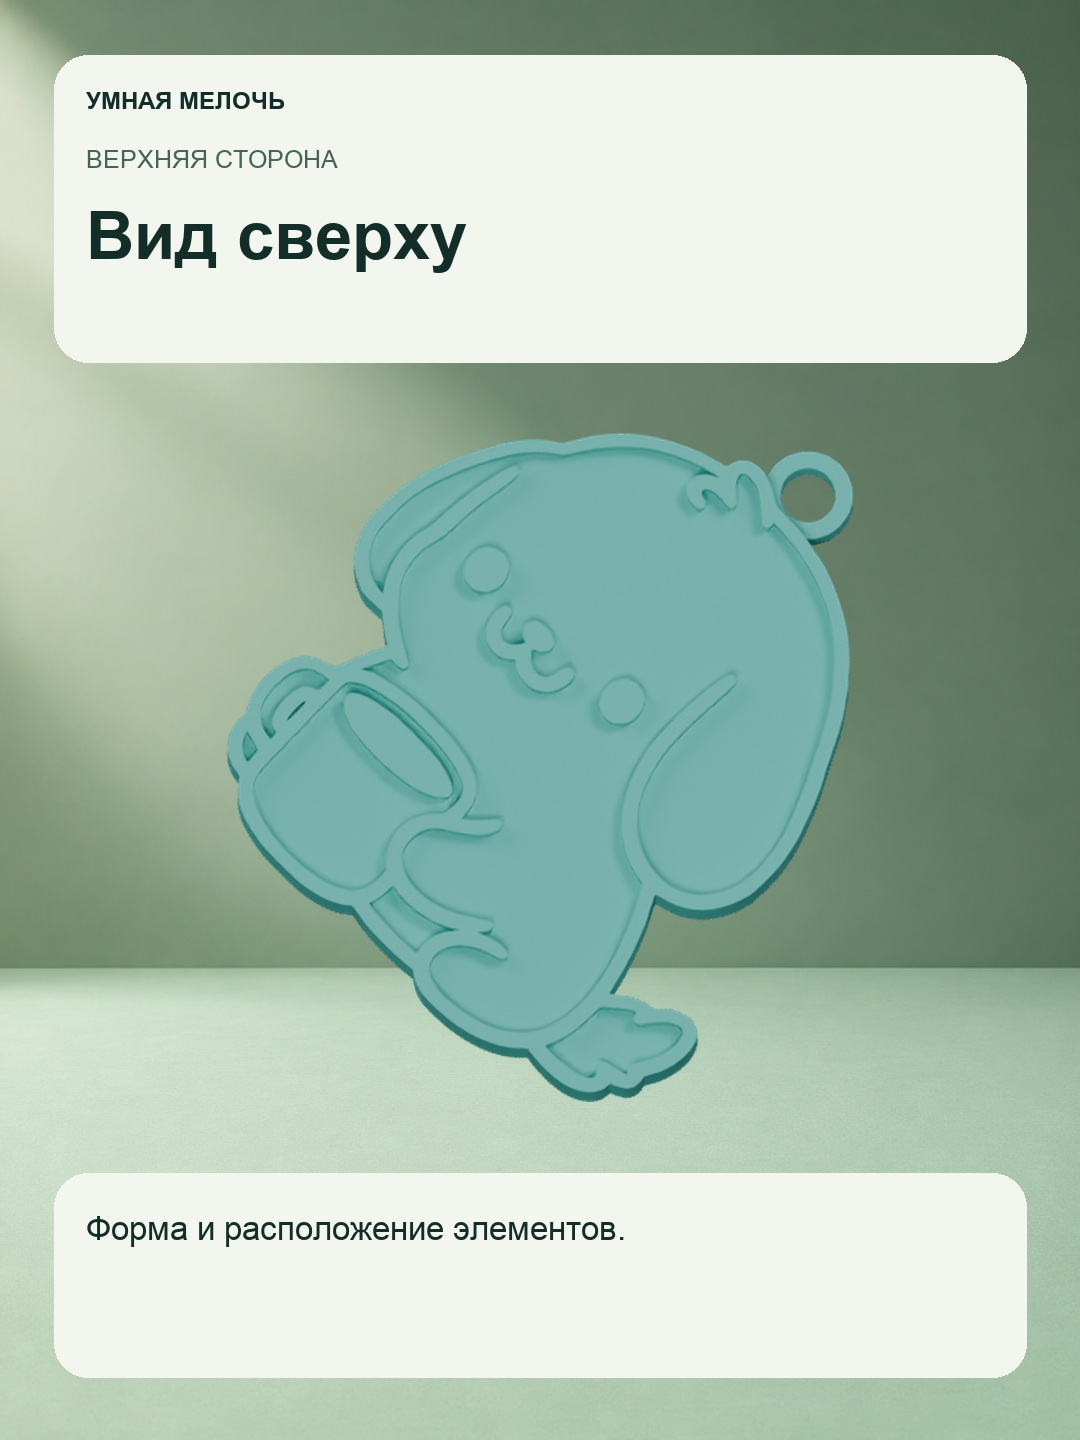 УМНАЯ МЕЛОЧЬ
ВЕРХНЯЯ СТОРОНА
Вид сверху
Форма и расположение элементов.